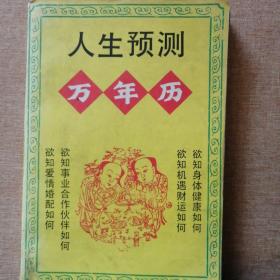 人生预测
万年历
欲知身体健康如何
欲知机遇财运如何
欲知事业合作伙伴如何
欲知爱情婚配如何